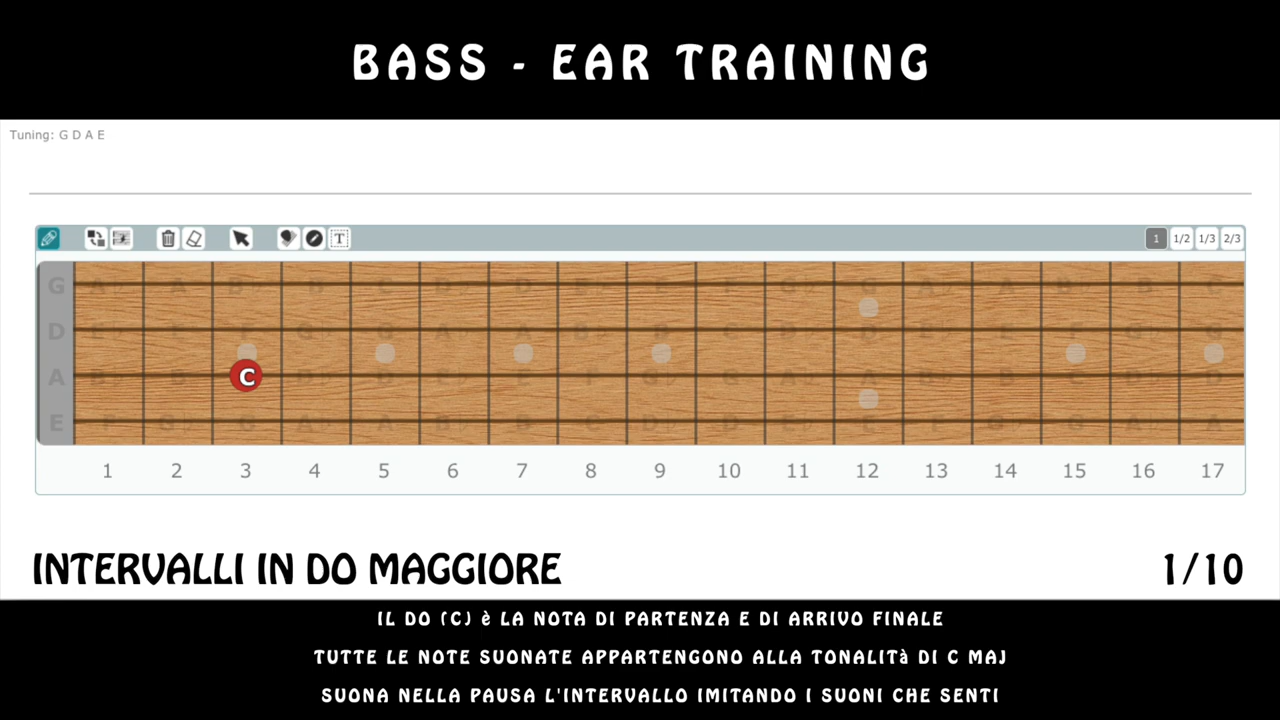 BASS - EAR TRAINING
Tuning: G D A E
1 1/2 1/3 2/3
G
D
A
C
E
1 2 3 4 5 6 7 8 9 10 11 12 13 14 15 16 17
INTERVALLI IN DO MAGGIORE 1/10
IL DO (C) è LA NOTA DI PARTENZA E DI ARRIVO FINALE
TUTTE LE NOTE SUONATE APPARTENGONO ALLA TONALITà DI C MAJ
SUONA NELLA PAUSA L'INTERVALLO IMITANDO I SUONI CHE SENTI